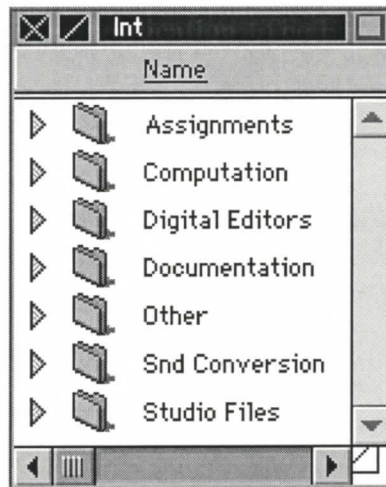 Int
Name
Assignments
Computation
Digital Editors
Documentation
Other
Snd Conversion
Studio Files